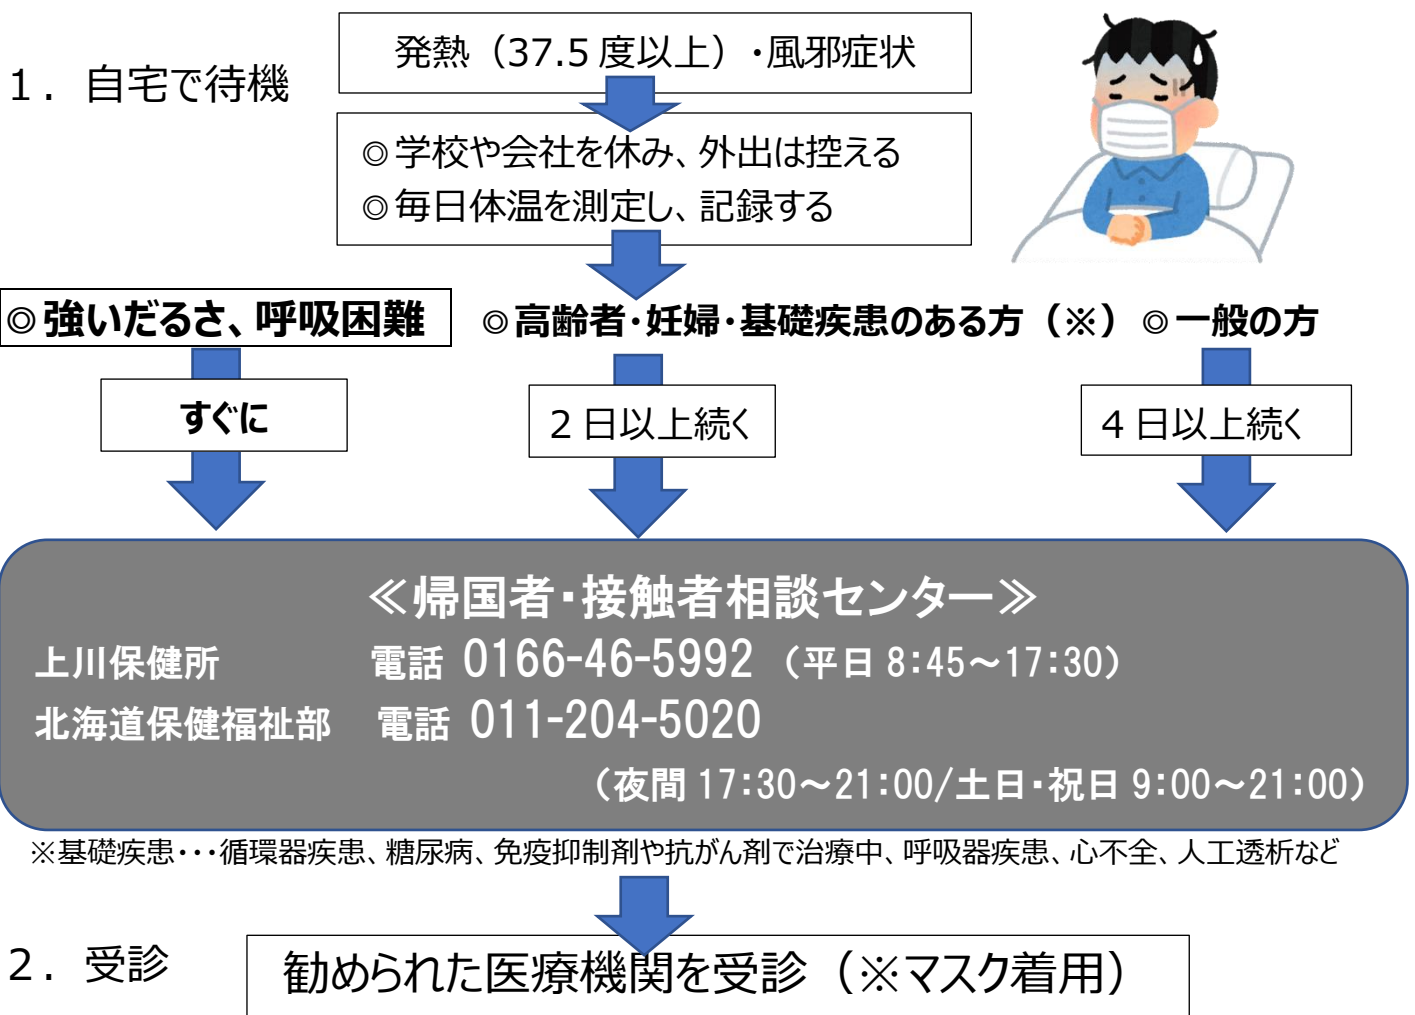 発熱（37.5度以上）・風邪症状
1．自宅で待機
◎学校や会社を休み、外出は控える
◎毎日体温を測定し、記録する
◎強いだるさ、呼吸困難
◎高齢者・妊婦・基礎疾患のある方（※）
◎一般の方
すぐに
2日以上続く
4日以上続く
≪帰国者・接触者相談センター≫
上川保健所 電話 0166-46-5992（平日8：45～17：30）
北海道保健福祉部 電話 011-204-5020
（夜間17：30～21：00/土日・祝日9：00～21：00）
※基礎疾患・・・循環器疾患、糖尿病、免疫抑制剤や抗がん剤で治療中、呼吸器疾患、心不全、人工透析など
2．受診
勧められた医療機関を受診（※マスク着用）